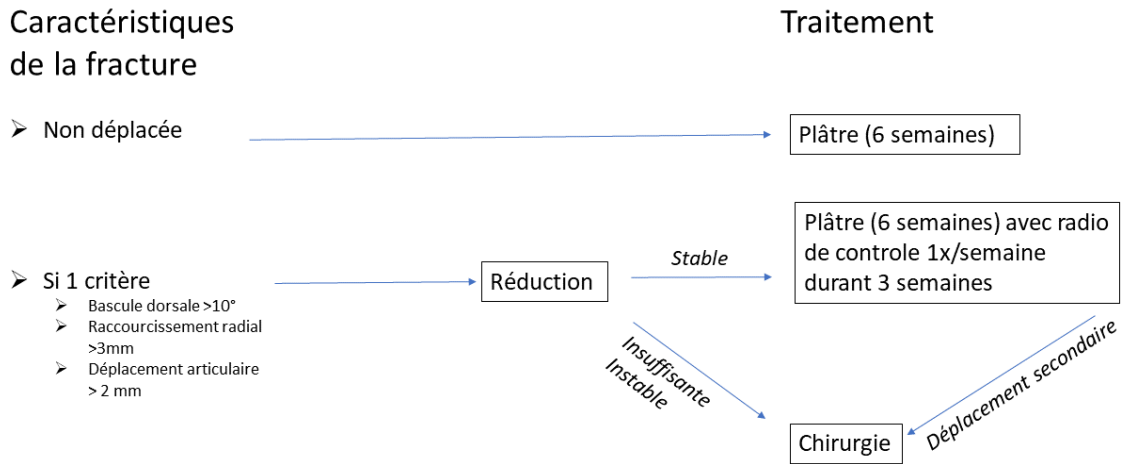 Caractéristiques
de la fracture
Traitement
Non déplacée
Plâtre (6 semaines)
Si 1 critère
Bascule dorsale >10°
Raccourcissement radial
>3mm
Déplacement articulaire
> 2 mm
Réduction
Stable
Plâtre (6 semaines) avec radio
de controle 1x/semaine
durant 3 semaines
Insuffisante
Instable
Déplacement secondaire
Chirurgie